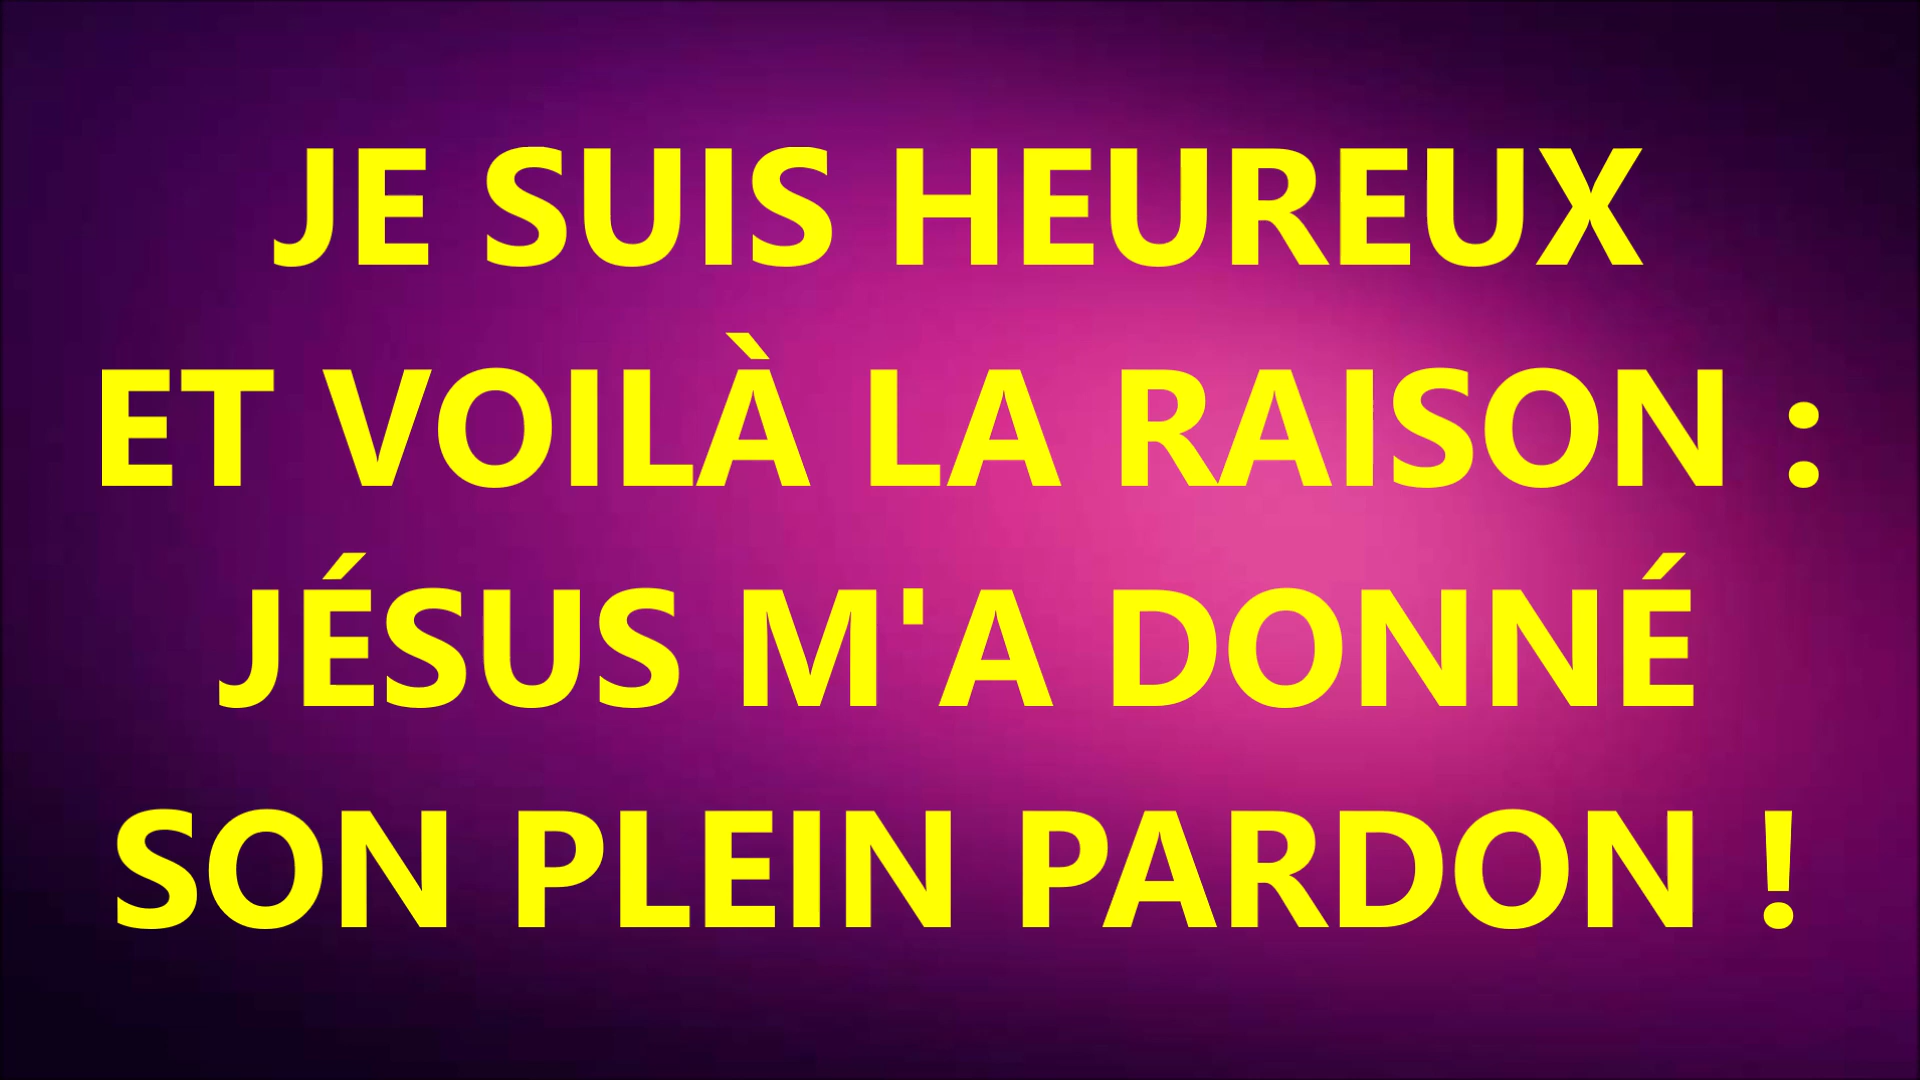 JE SUIS HEUREUX
ET VOILÀ LA RAISON :
JÉSUS M'A DONNÉ
SON PLEIN PARDON !